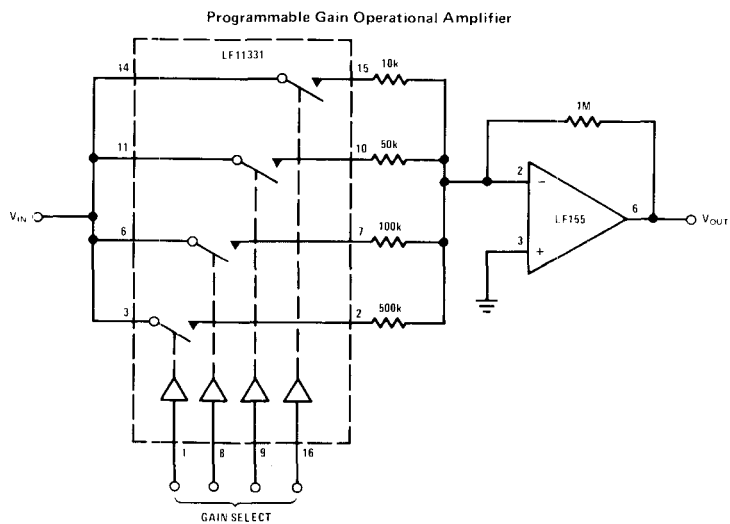 Programmable Gain Operational Amplifier
LF11331
14
15
10k
11
10
50k
6
7
100k
3
2
500k
VIN
1M
2
−
LF155
6
VOUT
3
+
1
8
9
16
GAIN SELECT